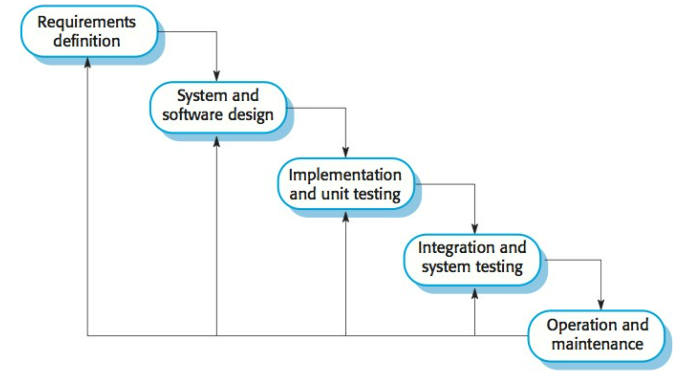 Requirements
definition
System and
software design
Implementation
and unit testing
Integration and
system testing
Operation and
maintenance